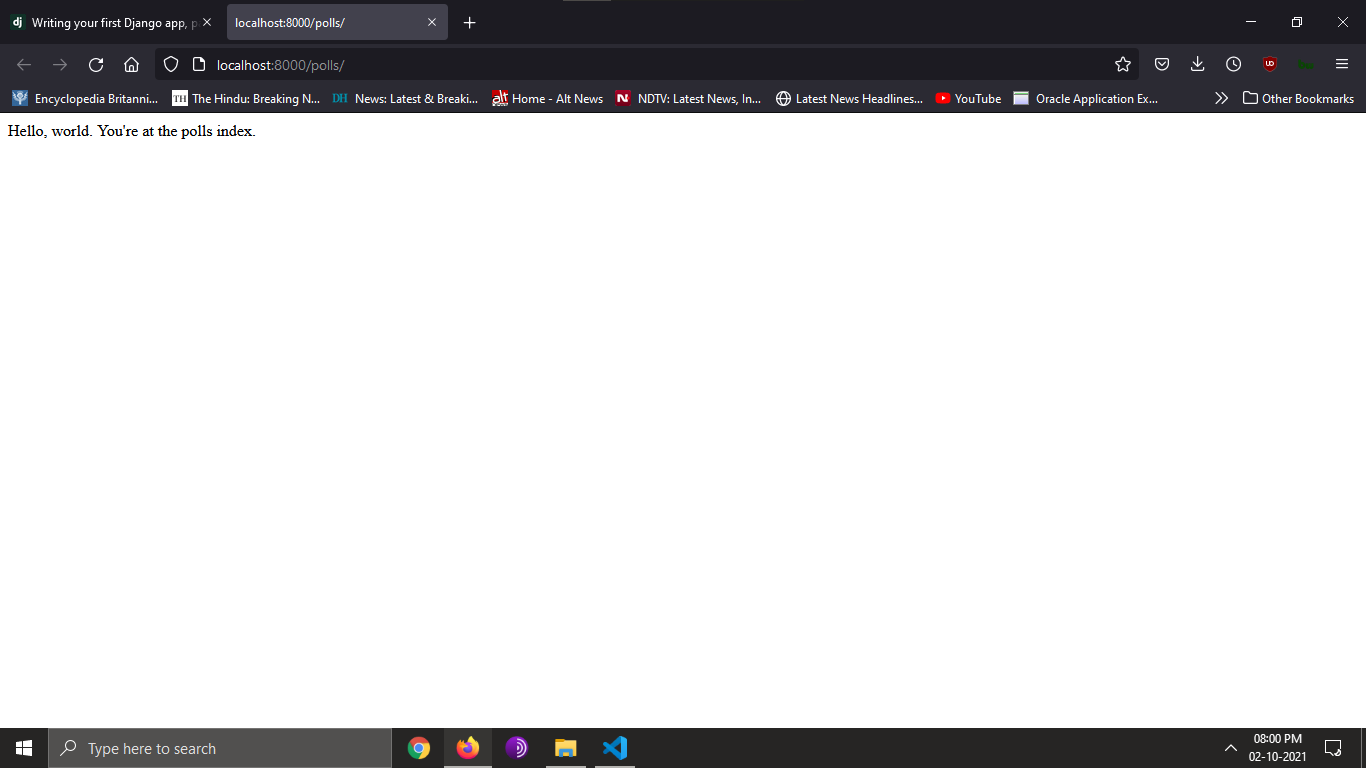 dj Writing your first Django app, p
localhost:8000/polls/
localhost:8000/polls/
Encyclopedia Britanni... TH The Hindu: Breaking N... DH News: Latest & Breaki... alt Home - Alt News N NDTV: Latest News, In... Latest News Headlines... YouTube Oracle Application Ex... Other Bookmarks
Hello, world. You're at the polls index.
Type here to search
08:00 PM
02-10-2021